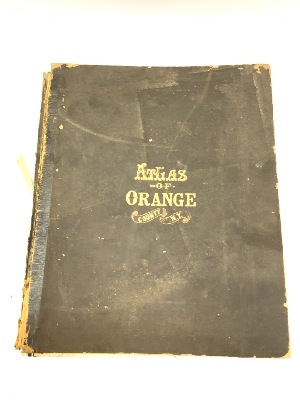 ATLAS
OF
ORANGE
COUNTY N.Y.